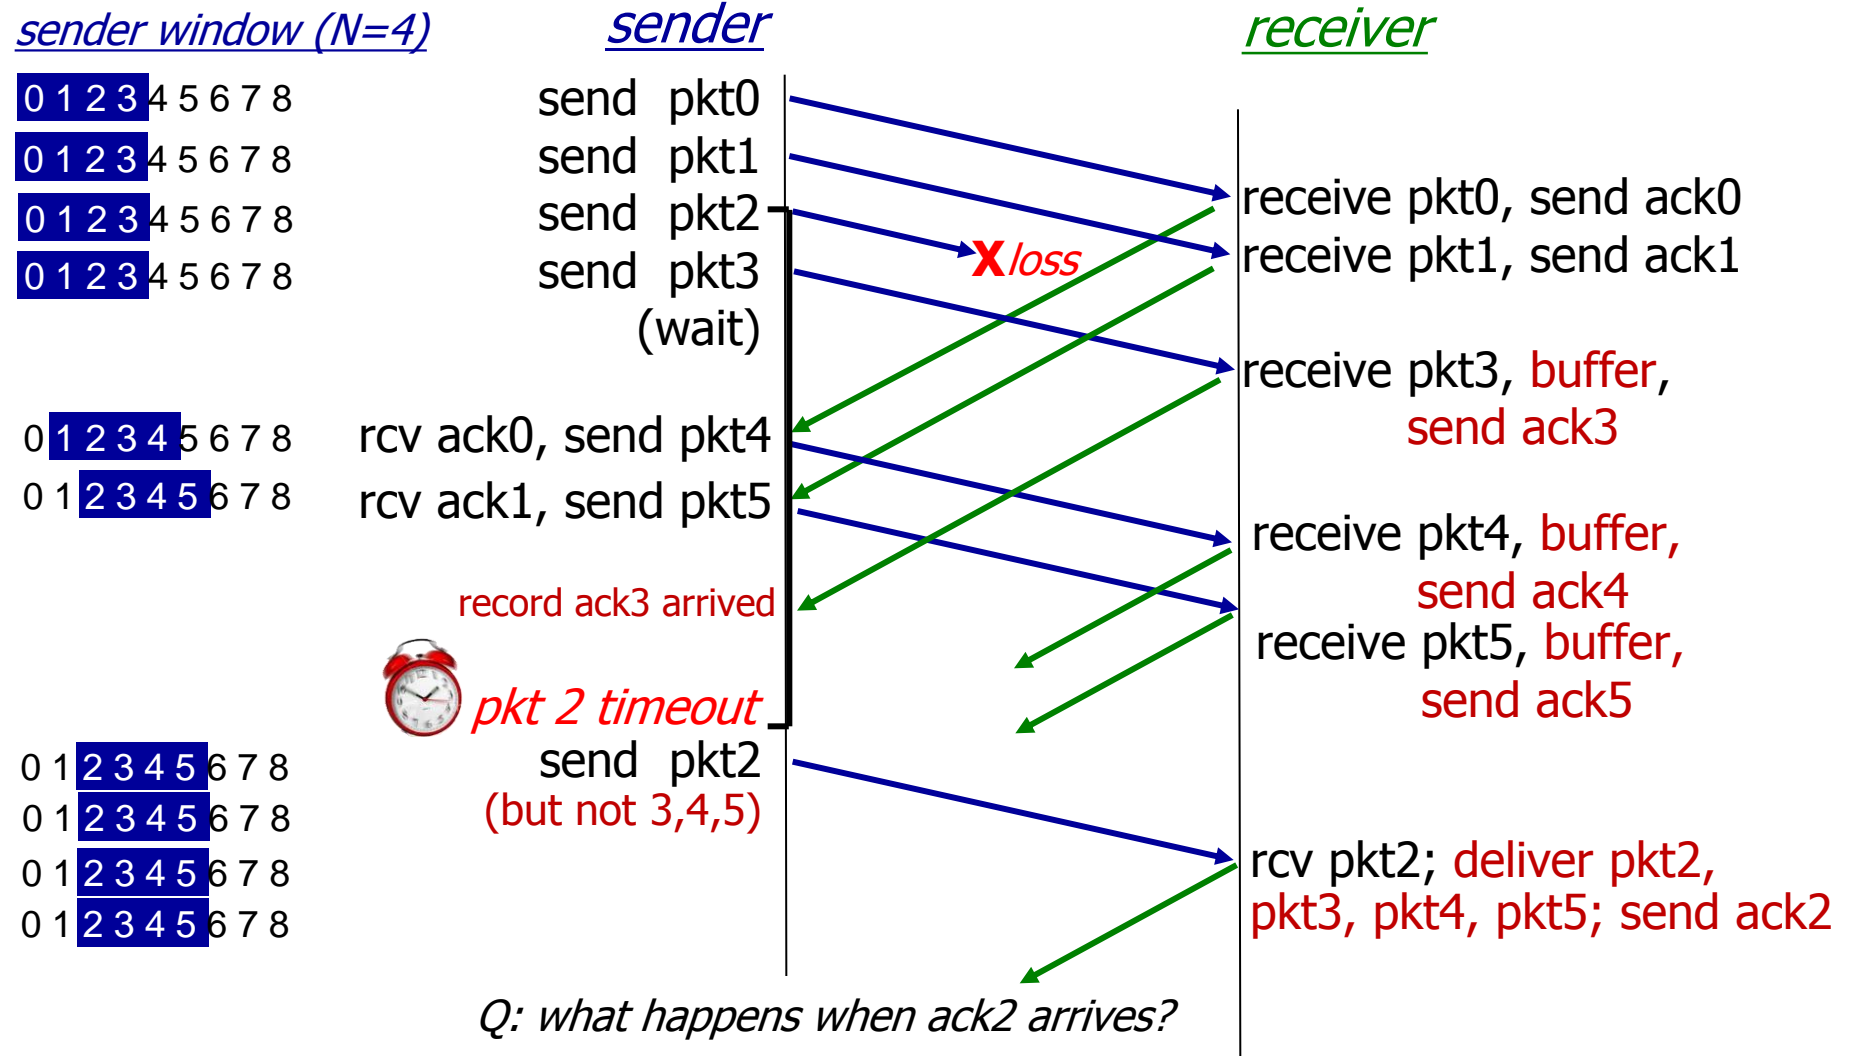 sender window (N=4)
sender
receiver
0 1 2 3 4 5 6 7 8
send pkt0
0 1 2 3 4 5 6 7 8
send pkt1
0 1 2 3 4 5 6 7 8
send pkt2
receive pkt0, send ack0
X loss
receive pkt1, send ack1
0 1 2 3 4 5 6 7 8
send pkt3
(wait)
receive pkt3, buffer,
send ack3
0 1 2 3 4 5 6 7 8
rcv ack0, send pkt4
0 1 2 3 4 5 6 7 8
rcv ack1, send pkt5
receive pkt4, buffer,
send ack4
record ack3 arrived
receive pkt5, buffer,
send ack5
pkt 2 timeout
0 1 2 3 4 5 6 7 8
send pkt2
0 1 2 3 4 5 6 7 8
(but not 3,4,5)
0 1 2 3 4 5 6 7 8
rcv pkt2; deliver pkt2,
pkt3, pkt4, pkt5; send ack2
0 1 2 3 4 5 6 7 8
Q: what happens when ack2 arrives?